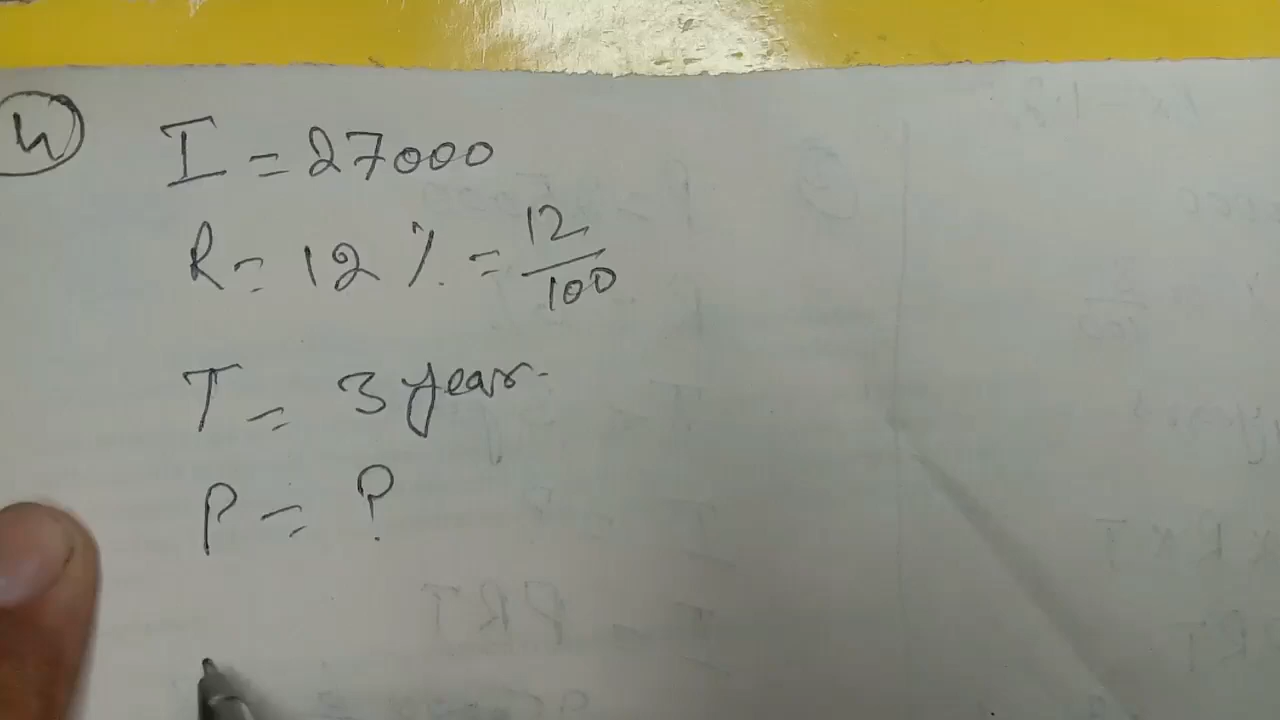 4
I = 27000
R = 12 % = 12/100
T = 3 year.
P = ?